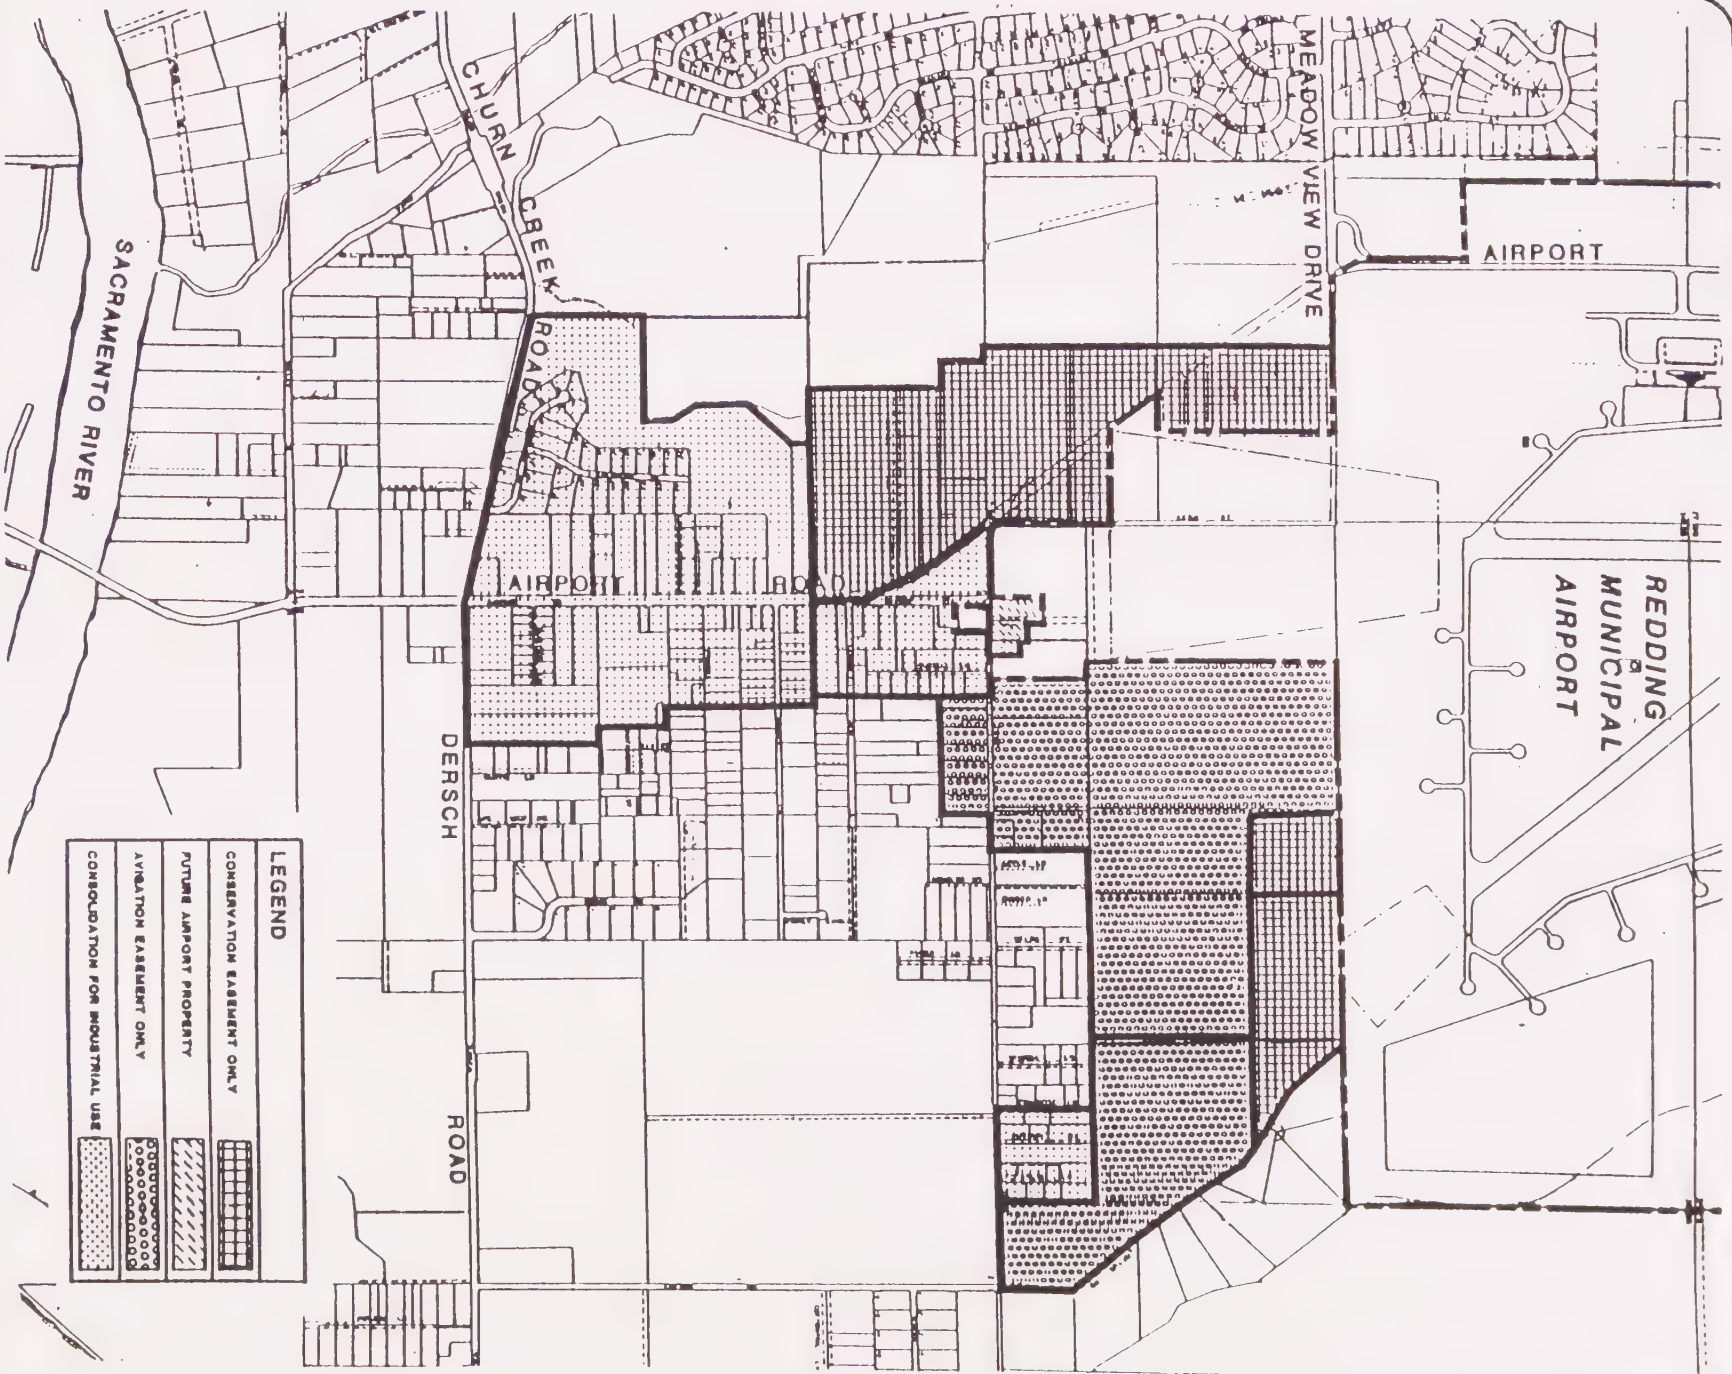 CHURN
CREEK
ROAD
MEADOW VIEW DRIVE
AIRPORT
SACRAMENTO RIVER
AIRPORT
ROAD
REDDING
MUNICIPAL
AIRPORT
DERSCH
ROAD
LEGEND
CONSERVATION EASEMENT ONLY
FUTURE AIRPORT PROPERTY
AVIGATION EASEMENT ONLY
CONSOLIDATION FOR INDUSTRIAL USE